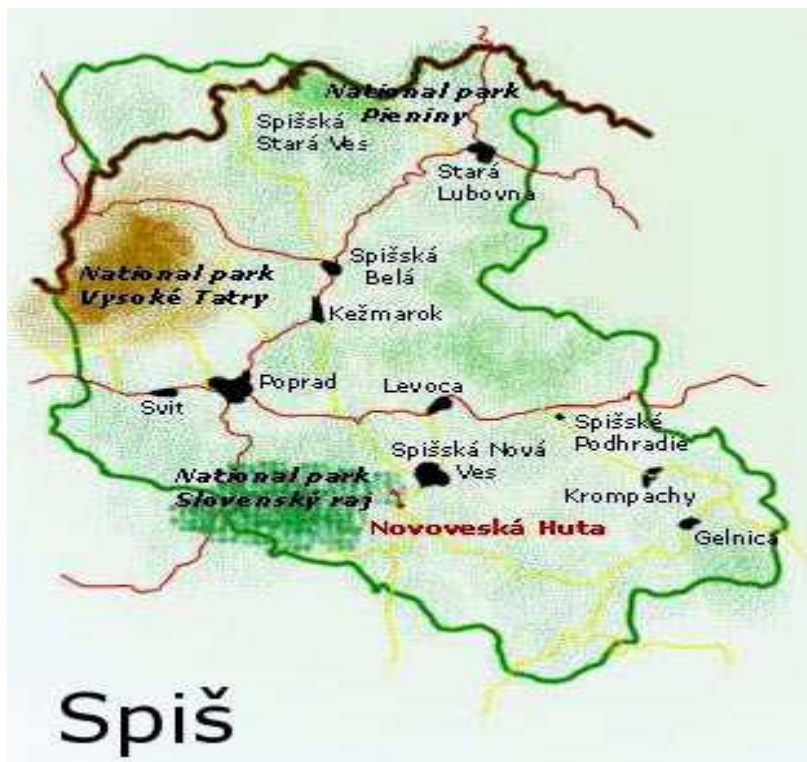 National park
Pieniny
Spišská
Stará Ves
Stará
Lubovna
Spišská
Belá
National park
Vysoké Tatry
Kežmarok
Poprad
Levoca
Svit
Spišské
Podhradie
Spišská Nová
Ves
National park
Slovenský raj
Krompachy
Novoveská Huta
Gelnica
Spiš